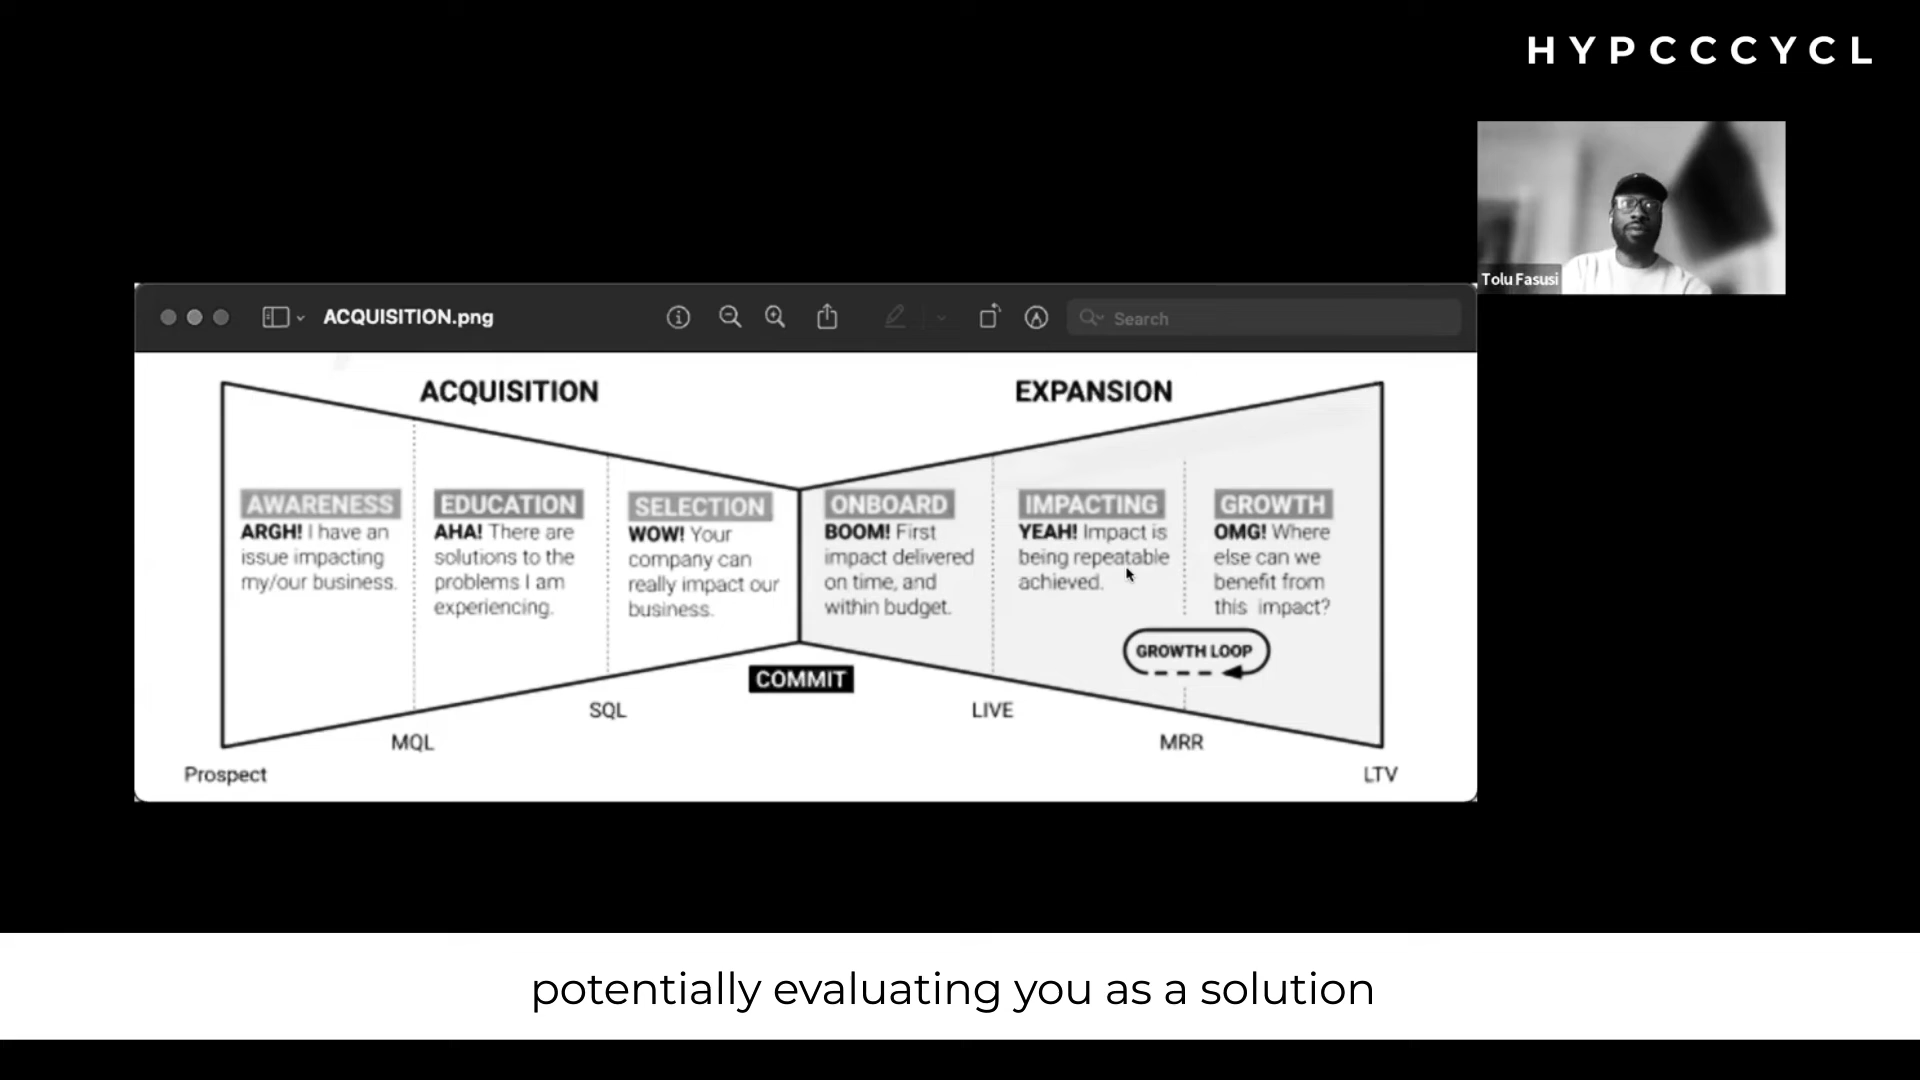 HYPCCCYCL
Tolu Fasusi
ACQUISITION.png
Search
ACQUISITION
EXPANSION
AWARENESS
ARGH! I have an
issue impacting
my/our business.
EDUCATION
AHA! There are
solutions to the
problems I am
experiencing.
SELECTION
WOW! Your
company can
really impact our
business.
ONBOARD
BOOM! First
impact delivered
on time, and
within budget.
IMPACTING
YEAH! Impact is
being repeatable
achieved.
GROWTH
OMG! Where
else can we
benefit from
this impact?
GROWTH LOOP
COMMIT
SQL
LIVE
MQL
MRR
Prospect
LTV
potentially evaluating you as a solution